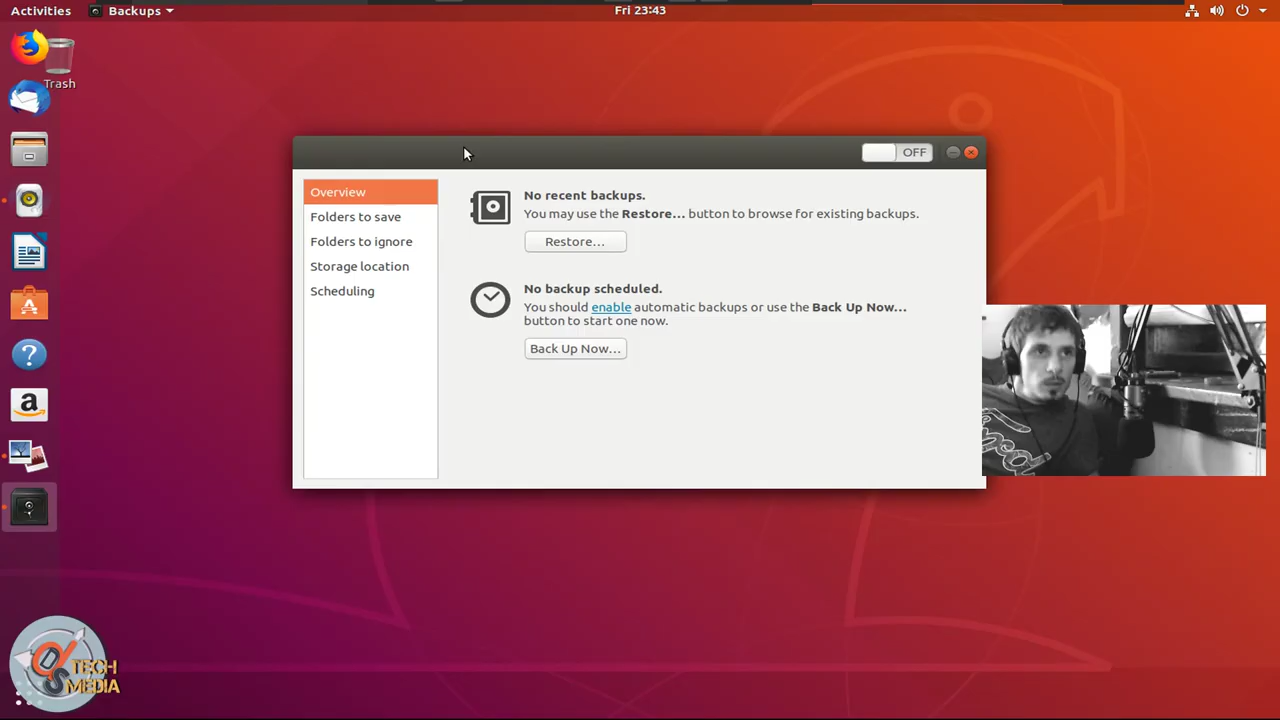 Activities
Backups
Fri 23:43
Trash
OFF
Overview
Folders to save
Folders to ignore
Storage location
Scheduling
No recent backups.
You may use the Restore... button to browse for existing backups.
Restore...
No backup scheduled.
You should enable automatic backups or use the Back Up Now...
button to start one now.
Back Up Now...
?
a
TECH
MEDIA